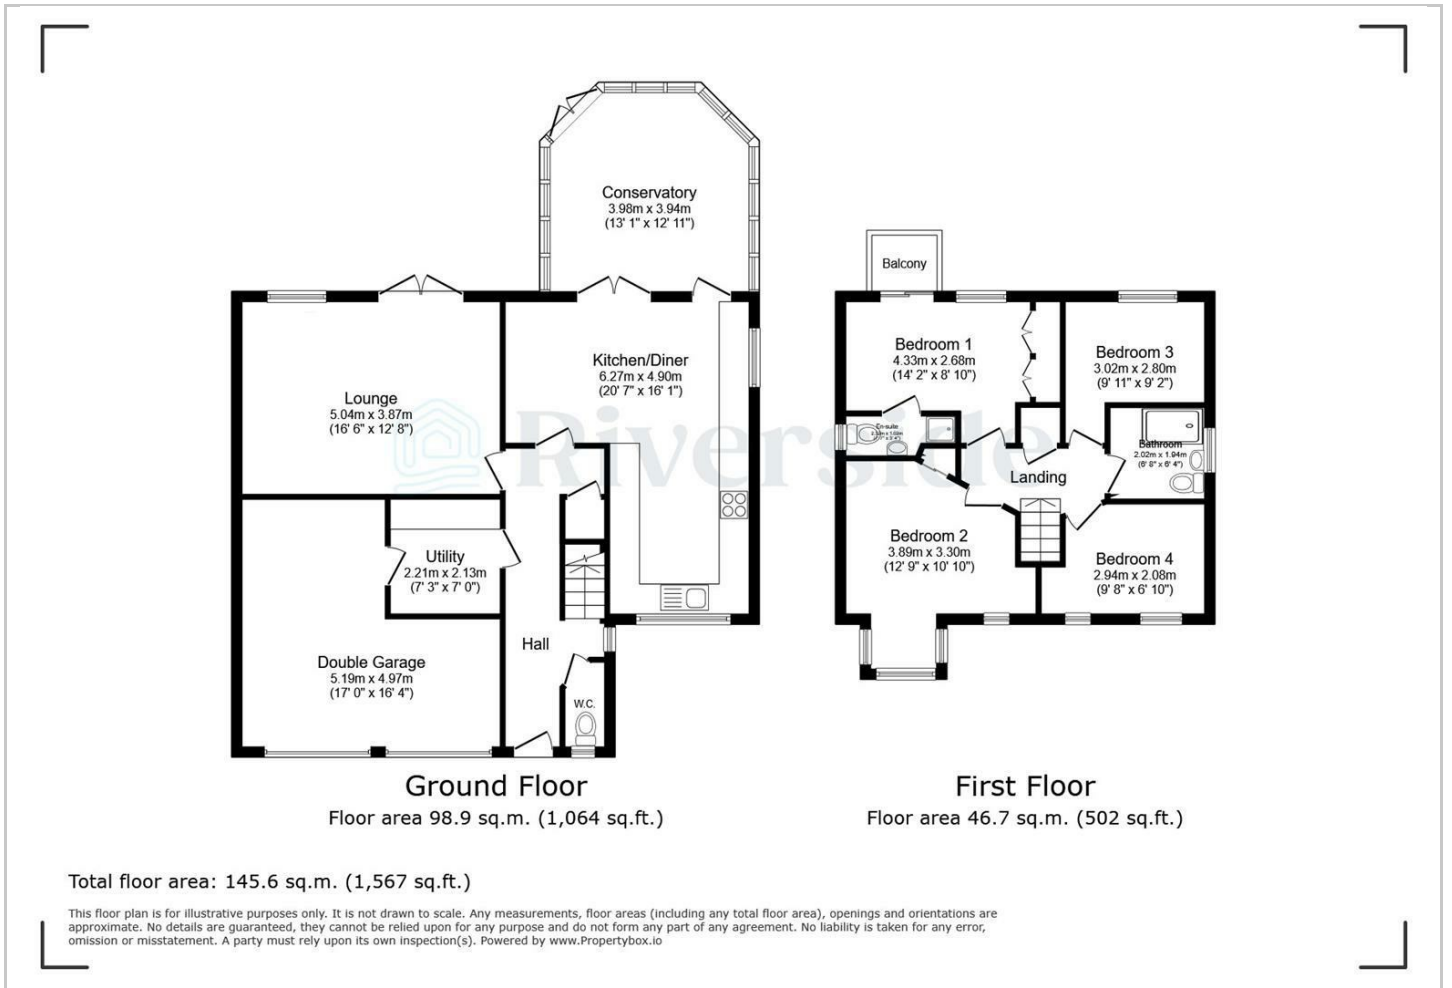 Conservatory
3.98m x 3.94m
(13' 1" x 12' 11")
Kitchen/Diner
6.27m x 4.90m
(20' 7" x 16' 1")
Lounge
5.04m x 3.87m
(16' 6" x 12' 8")
Utility
2.21m x 2.13m
(7' 3" x 7' 0")
Hall
Double Garage
5.19m x 4.97m
(17' 0" x 16' 4")
W.C.
Balcony
Bedroom 1
4.33m x 2.68m
(14' 2" x 8' 10")
Bedroom 3
3.02m x 2.80m
(9' 11" x 9' 2")
En-suite
Bathroom
2.02m x 1.94m
(6' 8" x 6' 4")
Landing
Bedroom 2
3.89m x 3.30m
(12' 9" x 10' 10")
Bedroom 4
2.94m x 2.08m
(9' 8" x 6' 10")
Riverside
Ground Floor
Floor area 98.9 sq.m. (1,064 sq.ft.)
First Floor
Floor area 46.7 sq.m. (502 sq.ft.)
Total floor area: 145.6 sq.m. (1,567 sq.ft.)
This floor plan is for illustrative purposes only. It is not drawn to scale. Any measurements, floor areas (including any total floor area), openings and orientations are
approximate. No details are guaranteed, they cannot be relied upon for any purpose and do not form any part of any agreement. No liability is taken for any error,
omission or misstatement. A party must rely upon its own inspection(s). Powered by www.Propertybox.io